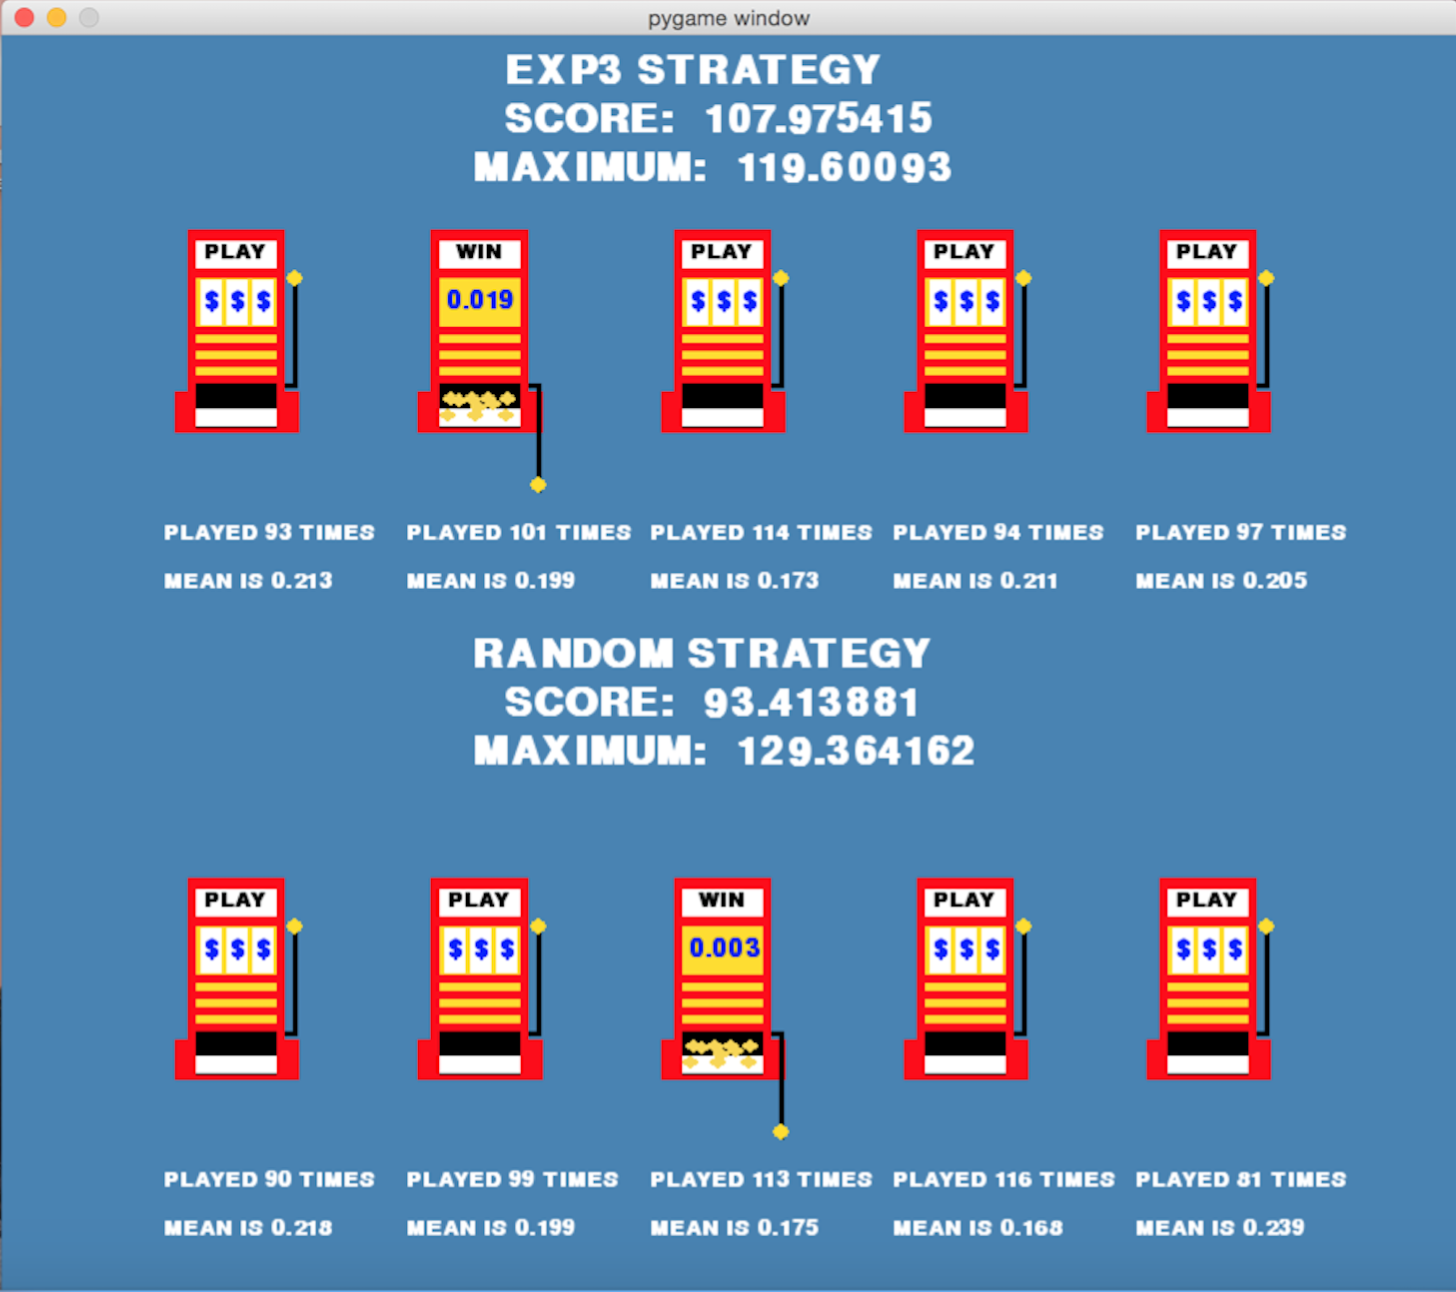 pygame window
EXP3 STRATEGY
SCORE: 107.975415
MAXIMUM: 119.60093
PLAY WIN PLAY PLAY PLAY
$ $ $ 0.019 $ $ $ $ $ $ $ $ $
PLAYED 93 TIMES PLAYED 101 TIMES PLAYED 114 TIMES PLAYED 94 TIMES PLAYED 97 TIMES
MEAN IS 0.213 MEAN IS 0.199 MEAN IS 0.173 MEAN IS 0.211 MEAN IS 0.205
RANDOM STRATEGY
SCORE: 93.413881
MAXIMUM: 129.364162
PLAY PLAY WIN PLAY PLAY
$ $ $ $ $ $ 0.003 $ $ $ $ $ $
PLAYED 90 TIMES PLAYED 99 TIMES PLAYED 113 TIMES PLAYED 116 TIMES PLAYED 81 TIMES
MEAN IS 0.218 MEAN IS 0.199 MEAN IS 0.175 MEAN IS 0.168 MEAN IS 0.239